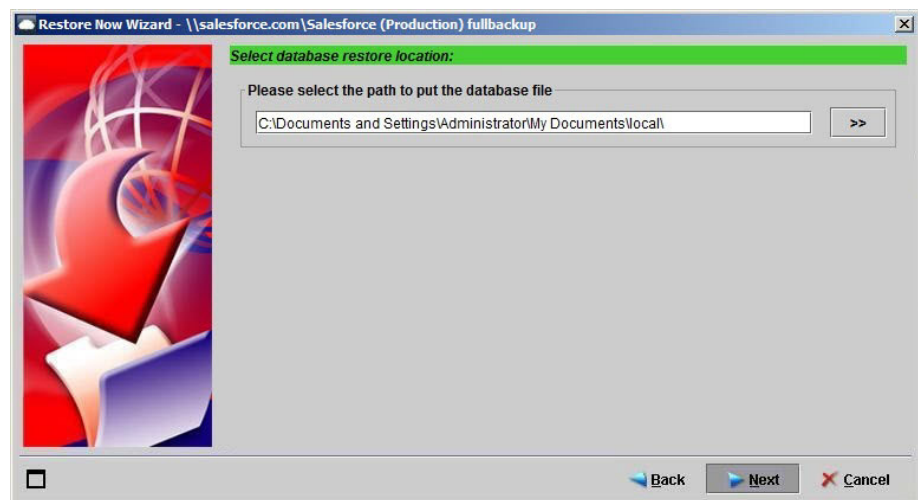 Restore Now Wizard - \\salesforce.com\Salesforce (Production) fullbackup
Select database restore location:
Please select the path to put the database file
C:\Documents and Settings\Administrator\My Documents\local\
>>
Back
Next
Cancel